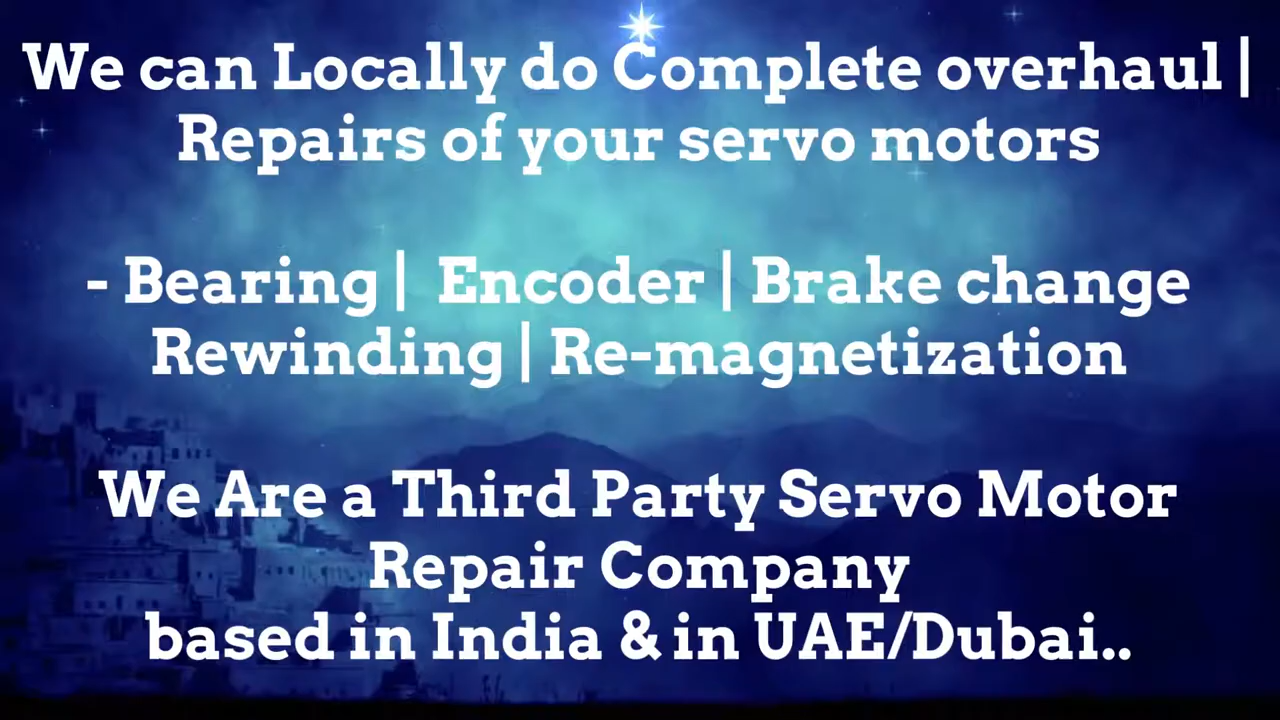 We can Locally do Complete overhaul |
Repairs of your servo motors
- Bearing | Encoder | Brake change
Rewinding | Re-magnetization
We Are a Third Party Servo Motor
Repair Company
based in India & in UAE/Dubai..